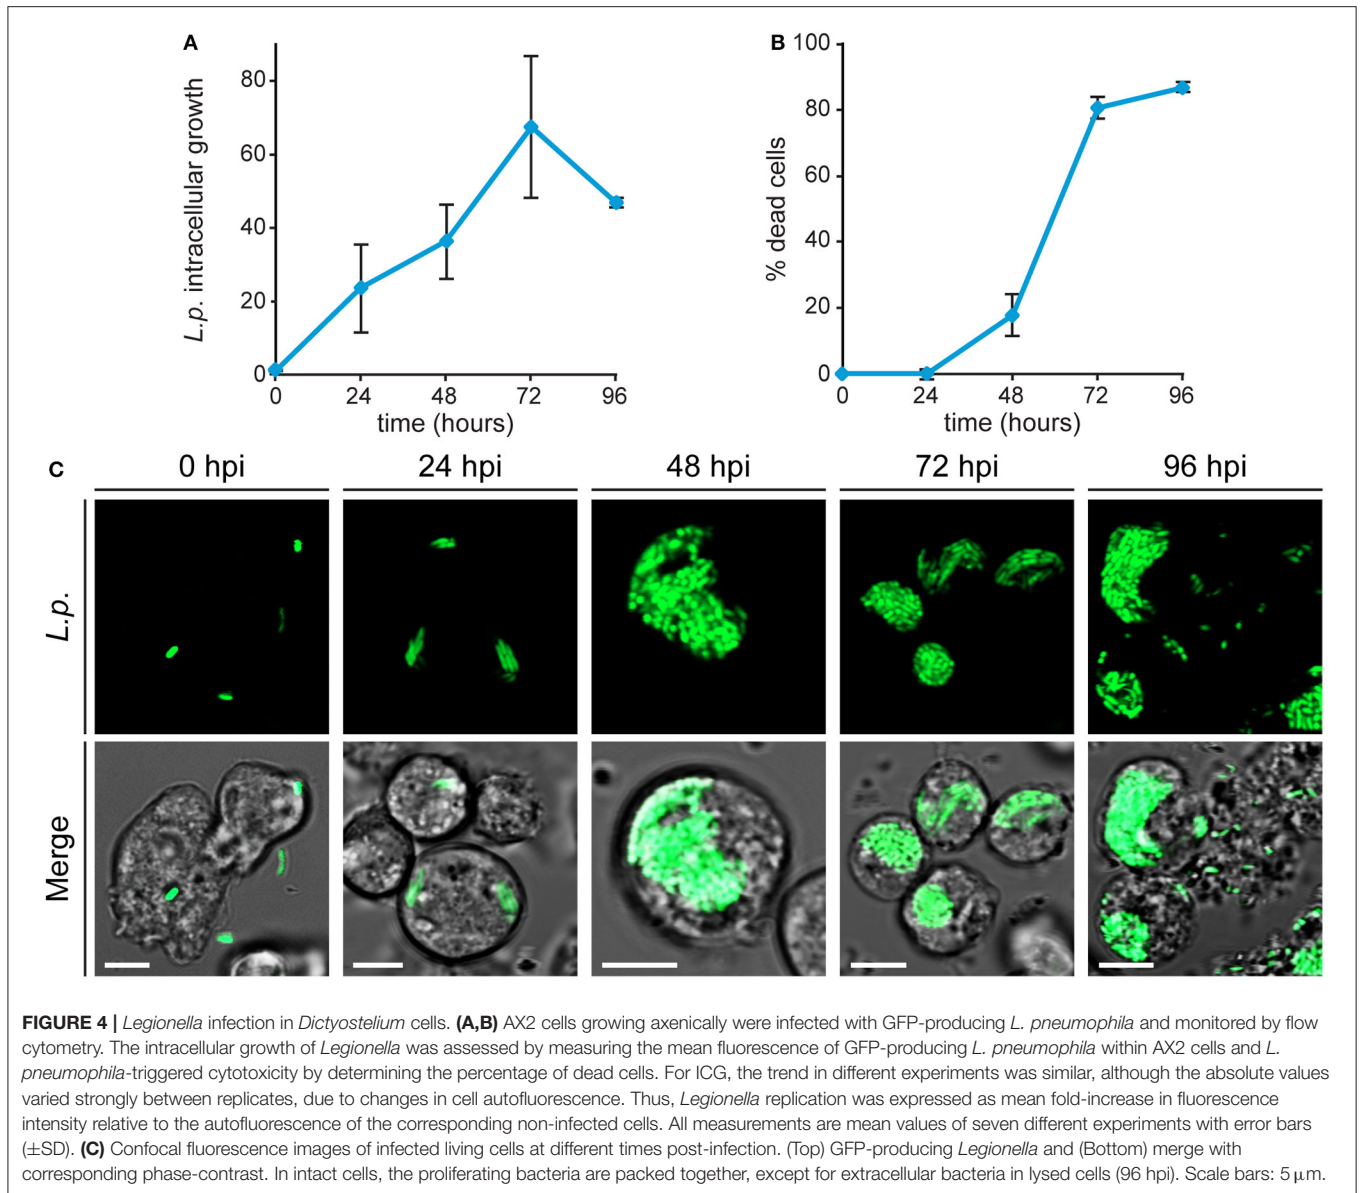 A
B
80
60
40
20
0
L.p. intracellular growth
0 24 48 72 96
time (hours)
100
80
60
40
20
0
% dead cells
0 24 48 72 96
time (hours)
C
0 hpi 24 hpi 48 hpi 72 hpi 96 hpi
L.p.
Merge
FIGURE 4 | Legionella infection in Dictyostelium cells. (A,B) AX2 cells growing axenically were infected with GFP-producing L. pneumophila and monitored by flow
cytometry. The intracellular growth of Legionella was assessed by measuring the mean fluorescence of GFP-producing L. pneumophila within AX2 cells and L.
pneumophila-triggered cytotoxicity by determining the percentage of dead cells. For ICG, the trend in different experiments was similar, although the absolute values
varied strongly between replicates, due to changes in cell autofluorescence. Thus, Legionella replication was expressed as mean fold-increase in fluorescence
intensity relative to the autofluorescence of the corresponding non-infected cells. All measurements are mean values of seven different experiments with error bars
(±SD). (C) Confocal fluorescence images of infected living cells at different times post-infection. (Top) GFP-producing Legionella and (Bottom) merge with
corresponding phase-contrast. In intact cells, the proliferating bacteria are packed together, except for extracellular bacteria in lysed cells (96 hpi). Scale bars: 5 μm.